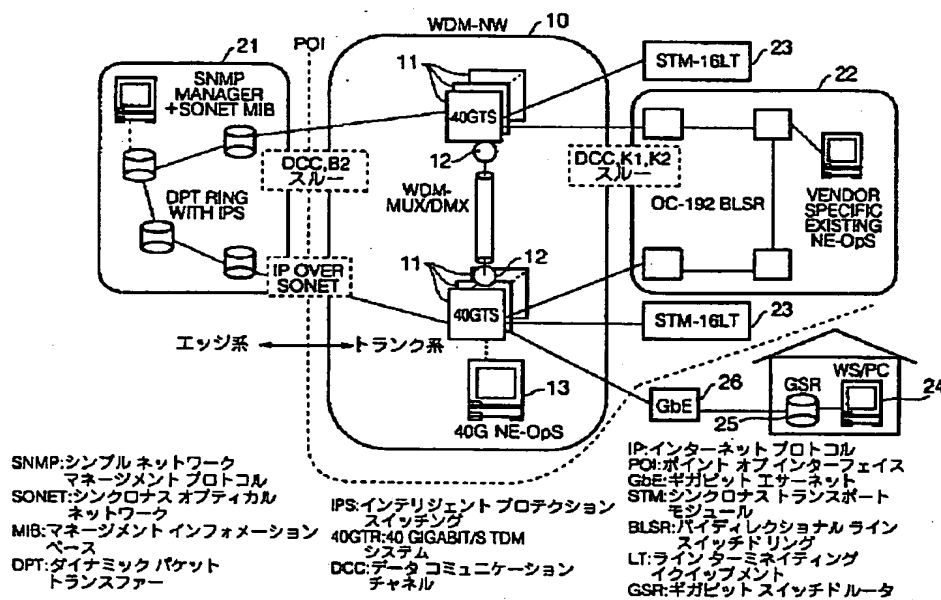 WDM-NW
10
21
POI
SNMP
MANAGER
+SONET MIB
11
40GTS
12
STM-16LT
23
22
DCC,B2
スルー
DPT RING
WITH IPS
WDM-
MUX/DMX
DCC,K1,K2
スルー
OC-192 BLSR
VENDOR
SPECIFIC
EXISTING
NE-OpS
IP OVER
SONET
11
12
40GTS
STM-16LT
23
エッジ系
トランク系
13
40G NE-OpS
26
GbE
GSR
25
WS/PC
24
SNMP:シンプル ネットワーク
マネージメント プロトコル
SONET:シンクロナス オプティカル
ネットワーク
MIB:マネージメント インフォメーション
ベース
DPT:ダイナミック パケット
トランスファー
IPS:インテリジェント プロテクション
スイッチング
40GTR:40 GIGABIT/S TDM
システム
DCC:データ コミュニケーション
チャネル
IP:インターネット プロトコル
POI:ポイント オブ インターフェイス
GbE:ギガビット エサーネット
STM:シンクロナス トランスポート
モジュール
BLSR:バイディレクショナル ライン
スイッチド リング
LT:ライン ターミネイティング
イクイップメント
GSR:ギガビット スイッチド ルータ